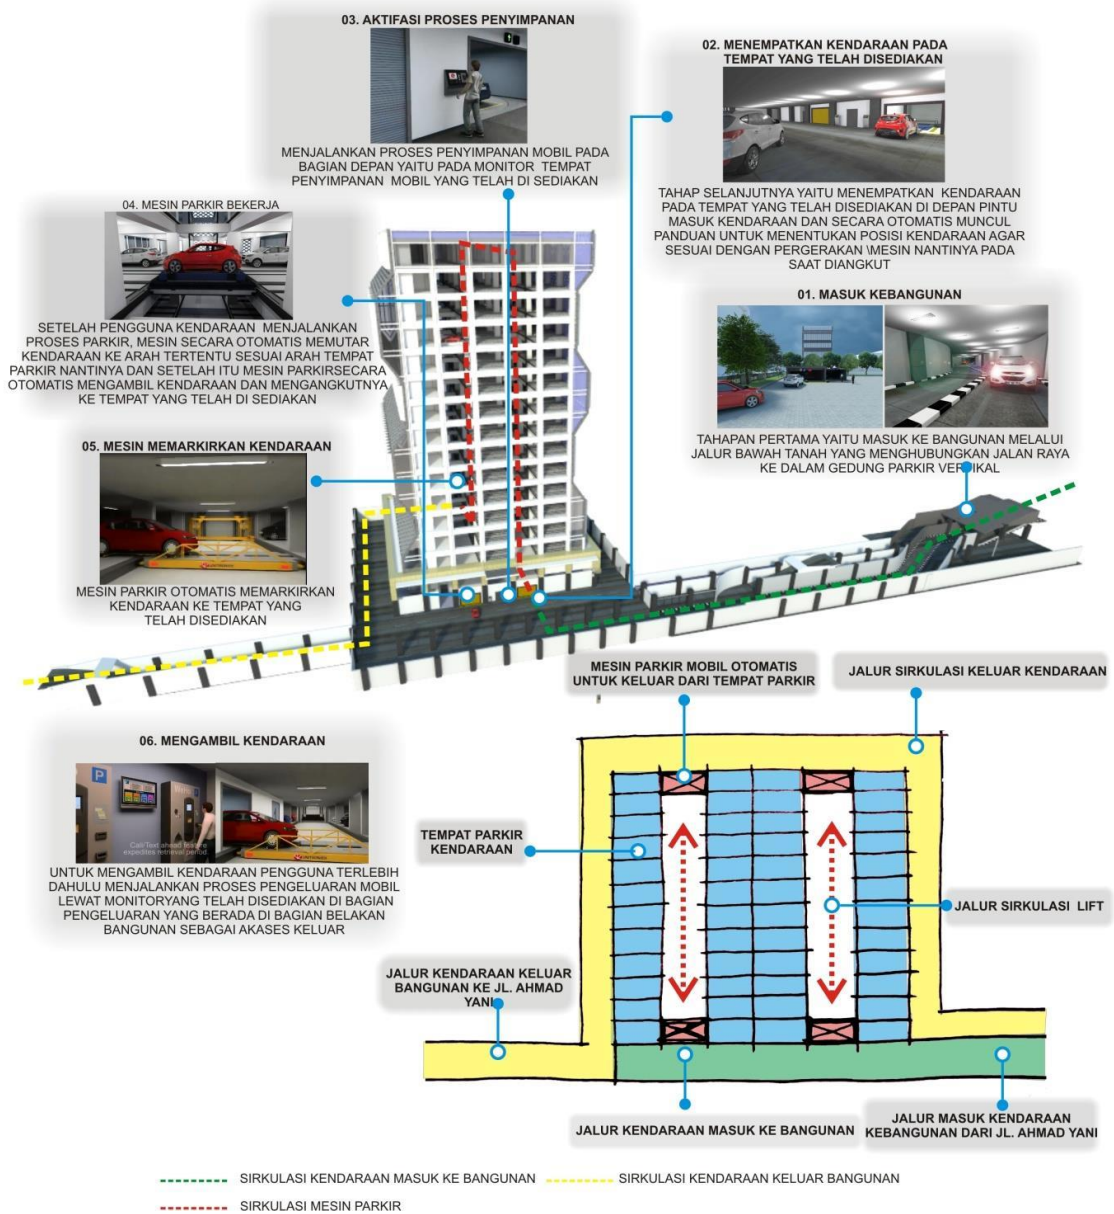 03. AKTIFASI PROSES PENYIMPANAN
MENJALANKAN PROSES PENYIMPANAN MOBIL PADA
BAGIAN DEPAN YAITU PADA MONITOR TEMPAT
PENYIMPANAN MOBIL YANG TELAH DI SEDIAKAN
02. MENEMPATKAN KENDARAAN PADA
TEMPAT YANG TELAH DISEDIAKAN
TAHAP SELANJUTNYA YAITU MENEMPATKAN KENDARAAN
PADA TEMPAT YANG TELAH DISEDIAKAN DI DEPAN PINTU
MASUK KENDARAAN DAN SECARA OTOMATIS MUNCUL
PANDUAN UNTUK MENENTUKAN POSISI KENDARAAN AGAR
SESUAI DENGAN PERGERAKAN \MESIN NANTINYA PADA
SAAT DIANGKUT
04. MESIN PARKIR BEKERJA
SETELAH PENGGUNA KENDARAAN MENJALANKAN
PROSES PARKIR, MESIN SECARA OTOMATIS MEMUTAR
KENDARAAN KE ARAH TERTENTU SESUAI ARAH TEMPAT
PARKIR NANTINYA DAN SETELAH ITU MESIN PARKIRSECARA
OTOMATIS MENGAMBIL KENDARAAN DAN MENGANGKUTNYA
KE TEMPAT YANG TELAH DI SEDIAKAN
01. MASUK KEBANGUNAN
TAHAPAN PERTAMA YAITU MASUK KE BANGUNAN MELALUI
JALUR BAWAH TANAH YANG MENGHUBUNGKAN JALAN RAYA
KE DALAM GEDUNG PARKIR VERTIKAL
05. MESIN MEMARKIRKAN KENDARAAN
MESIN PARKIR OTOMATIS MEMARKIRKAN
KENDARAAN KE TEMPAT YANG
TELAH DISEDIAKAN
06. MENGAMBIL KENDARAAN
P
Call/Text ahead feature
expedites retrieval period.
UNTUK MENGAMBIL KENDARAAN PENGGUNA TERLEBIH
DAHULU MENJALANKAN PROSES PENGELUARAN MOBIL
LEWAT MONITORYANG TELAH DISEDIAKAN DI BAGIAN
PENGELUARAN YANG BERADA DI BAGIAN BELAKAN
BANGUNAN SEBAGAI AKASES KELUAR
MESIN PARKIR MOBIL OTOMATIS
UNTUK KELUAR DARI TEMPAT PARKIR
JALUR SIRKULASI KELUAR KENDARAAN
TEMPAT PARKIR
KENDARAAN
JALUR SIRKULASI LIFT
JALUR KENDARAAN KELUAR
BANGUNAN KE JL. AHMAD
YANI
JALUR KENDARAAN MASUK KE BANGUNAN
JALUR MASUK KENDARAAN
KEBANGUNAN DARI JL. AHMAD YANI
SIRKULASI KENDARAAN MASUK KE BANGUNAN
SIRKULASI KENDARAAN KELUAR BANGUNAN
SIRKULASI MESIN PARKIR